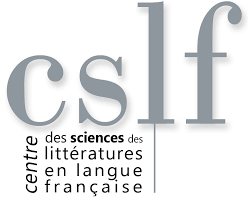 cslf
centre
des sciences des
littératures
en langue
française